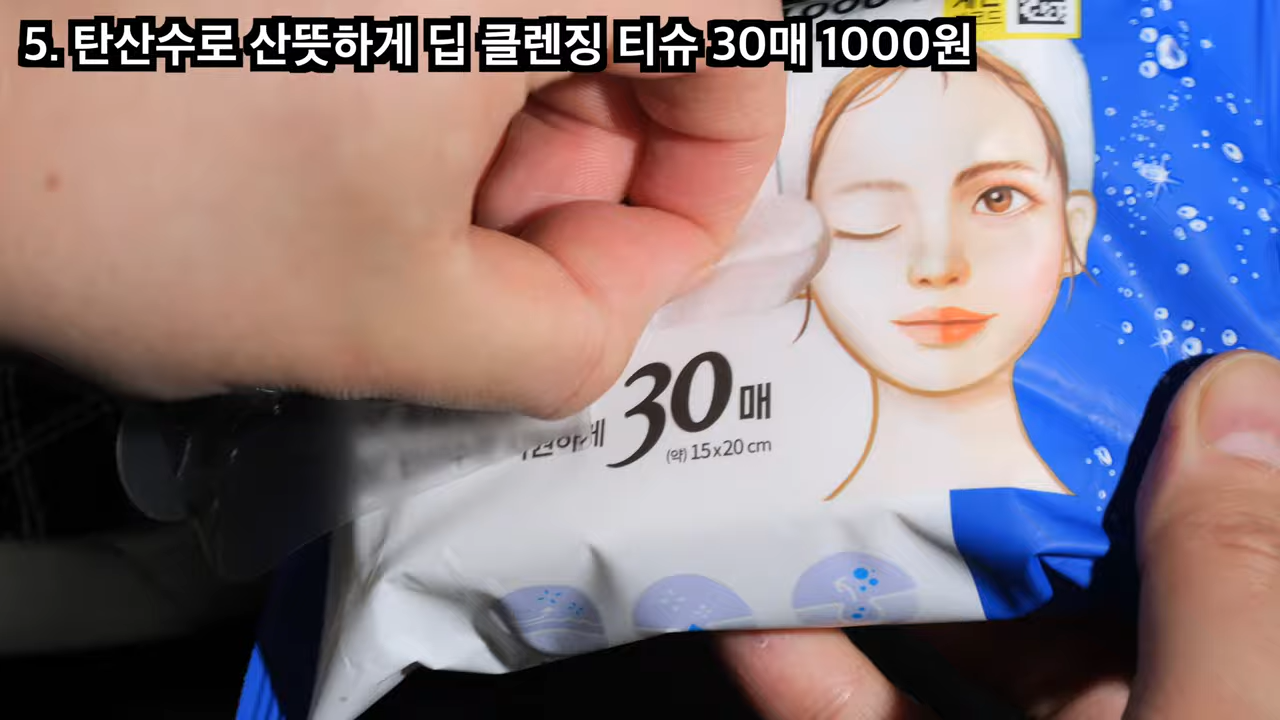 5. 탄산수로 산뜻하게 딥 클렌징 티슈 30매 1000원
30매
(약) 15x20 cm